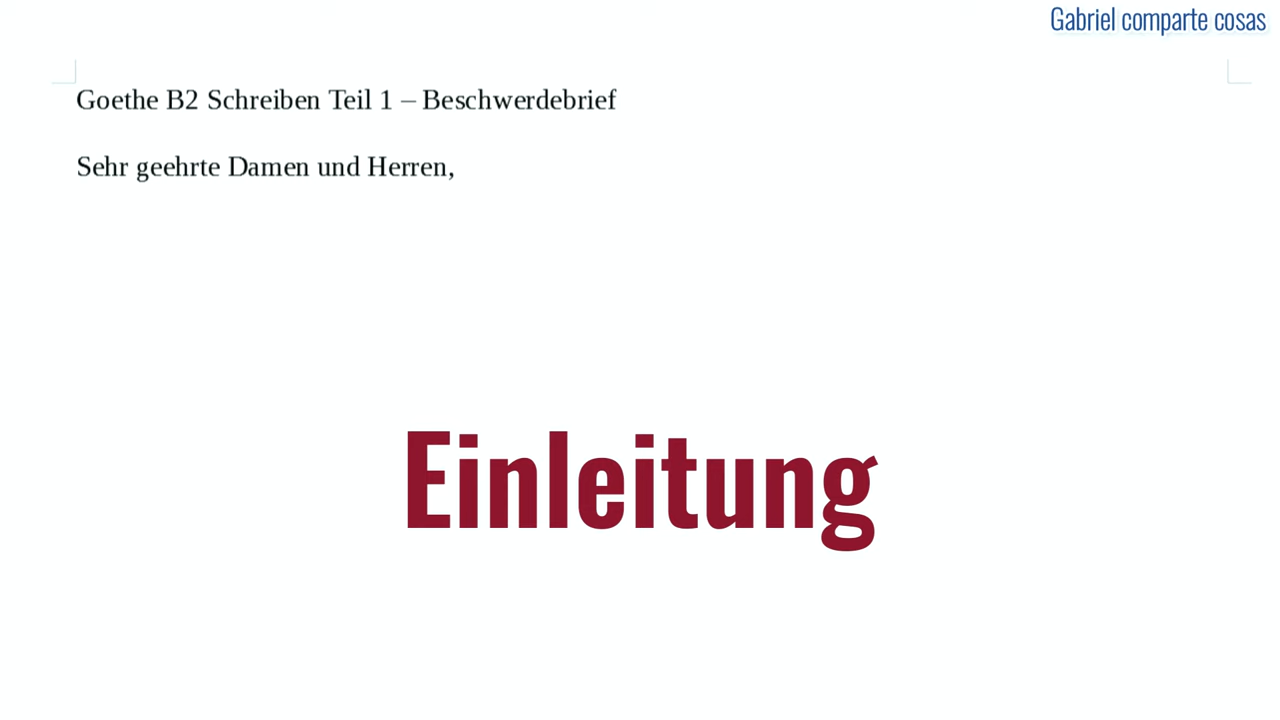 Gabriel comparte cosas
Goethe B2 Schreiben Teil 1 – Beschwerdebrief
Sehr geehrte Damen und Herren,
Einleitung